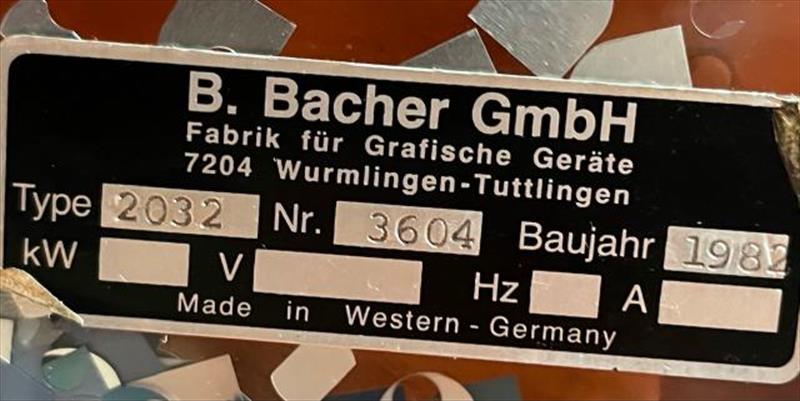 B. Bacher GmbH
Fabrik für Grafische Geräte
7204 Wurmlingen-Tuttlingen
Type 2032 Nr. 3604 Baujahr 1982
kW V Hz A
Made in Western - Germany